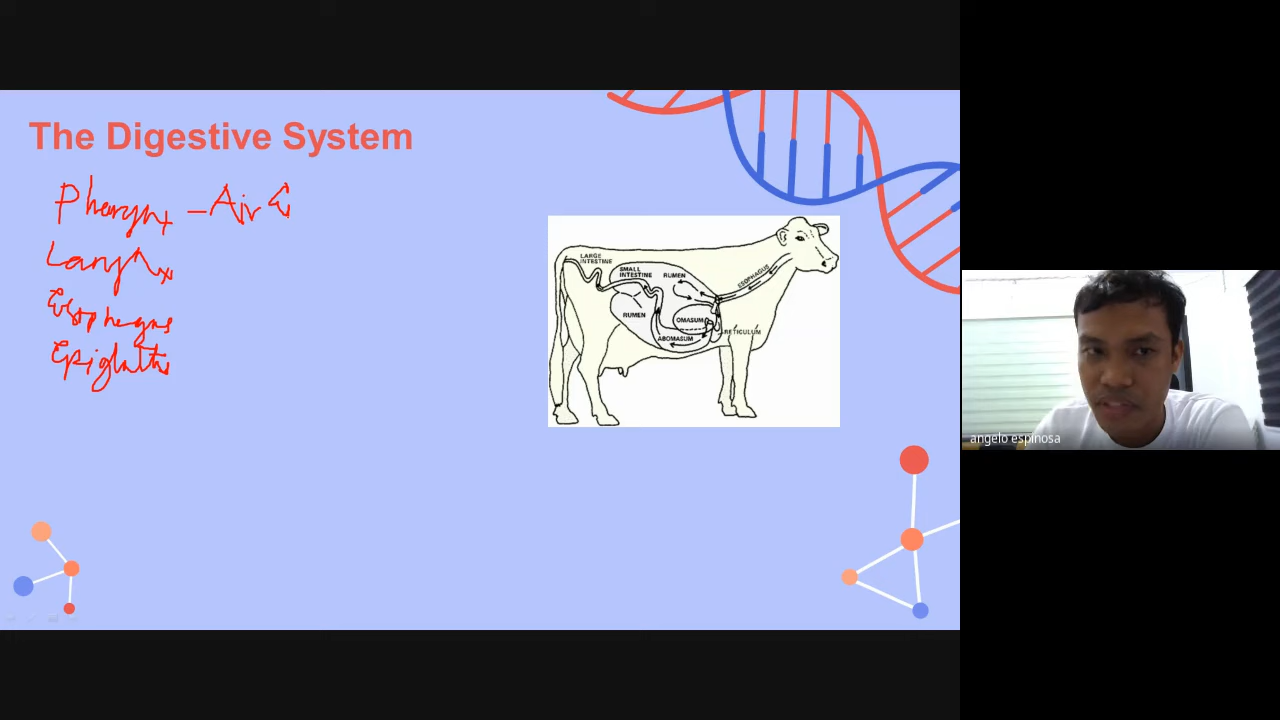 The Digestive System
Pharynx - Air &
Larynx
Esophagus
Epiglottis
LARGE
INTESTINE
SMALL
INTESTINE
RUMEN
ESOPHAGUS
RUMEN
OMASUM
RETICULUM
ABOMASUM
angelo espinosa